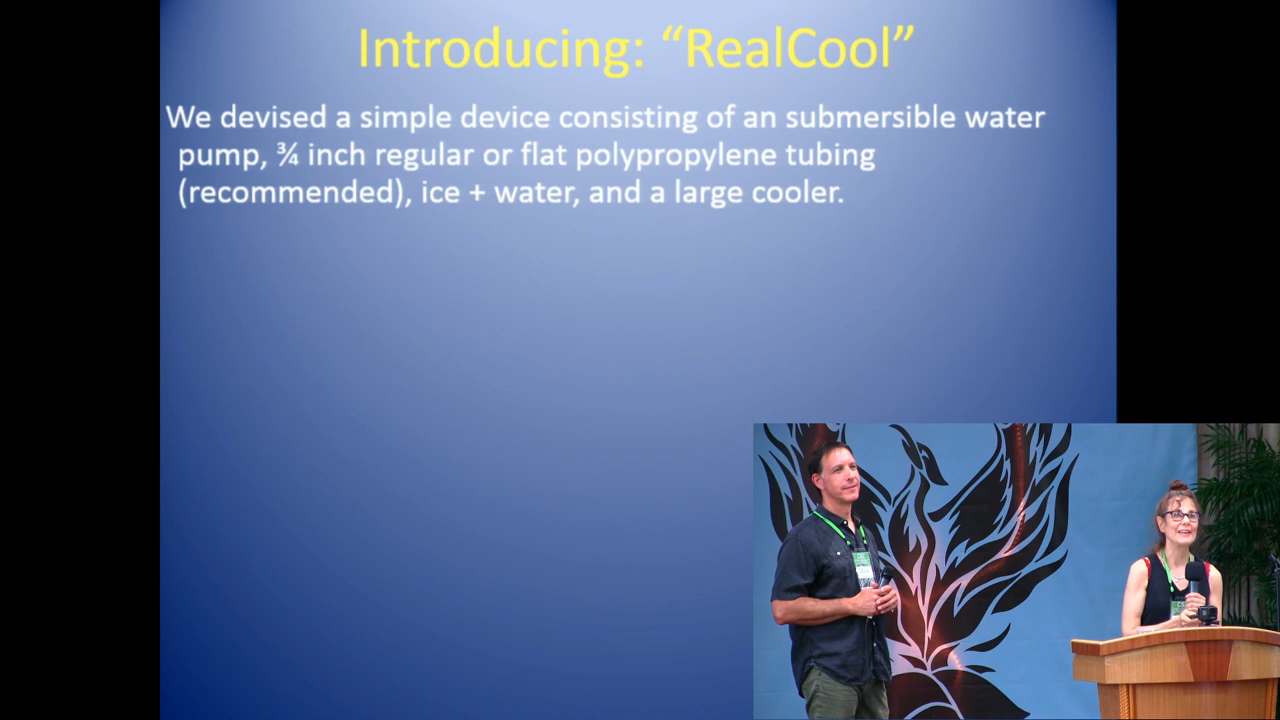 Introducing: “RealCool”
We devised a simple device consisting of an submersible water
pump, ¾ inch regular or flat polypropylene tubing
(recommended), ice + water, and a large cooler.